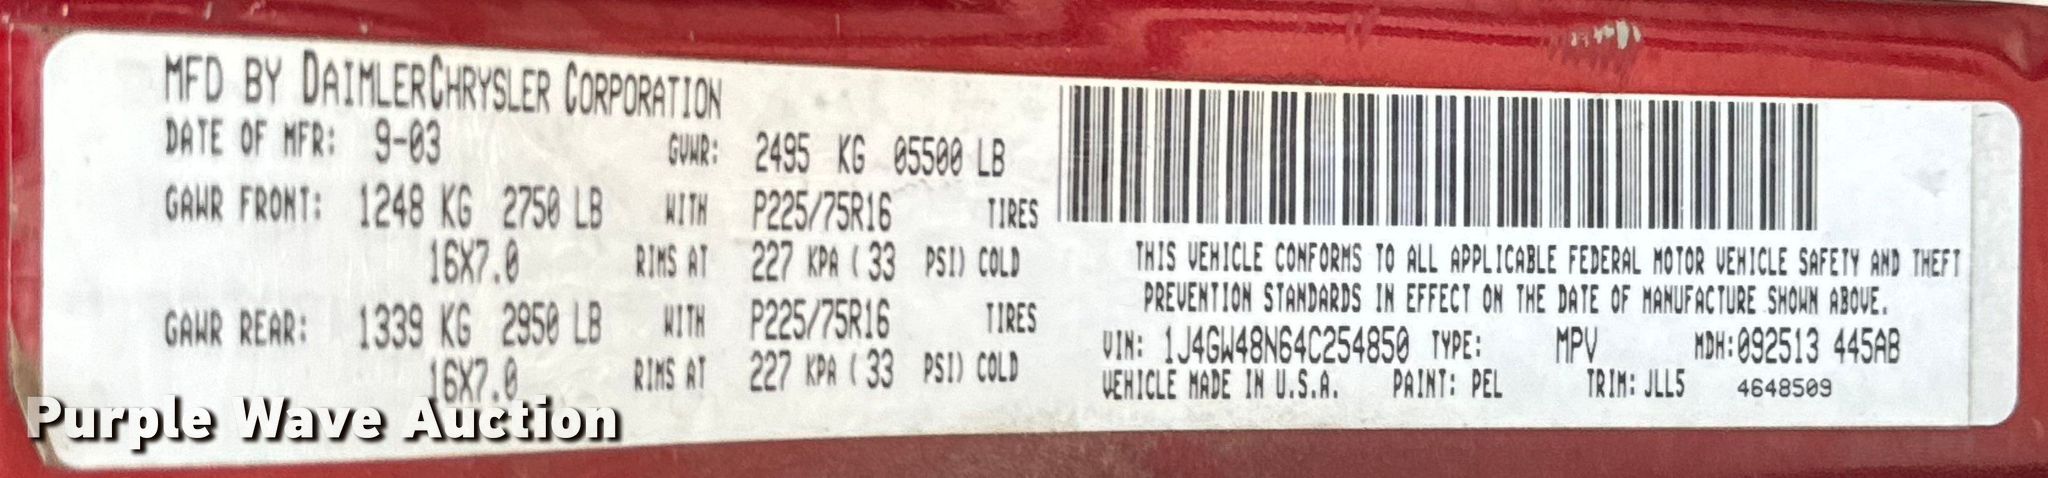 MFD BY DAIMLERCHRYSLER CORPORATION
DATE OF MFR: 9-03 GVWR: 2495 KG 05500 LB
GAWR FRONT: 1248 KG 2750 LB WITH P225/75R16 TIRES
16X7.0 RIMS AT 227 KPA ( 33 PSI) COLD
GAWR REAR: 1339 KG 2950 LB WITH P225/75R16 TIRES
16X7.0 RIMS AT 227 KPA ( 33 PSI) COLD
THIS VEHICLE CONFORMS TO ALL APPLICABLE FEDERAL MOTOR VEHICLE SAFETY AND THEFT
PREVENTION STANDARDS IN EFFECT ON THE DATE OF MANUFACTURE SHOWN ABOVE.
VIN: 1J4GW48N64C254850 TYPE: MPV MDH:092513 445AB
VEHICLE MADE IN U.S.A. PAINT: PEL TRIM: JLL5 4648509
Purple Wave Auction